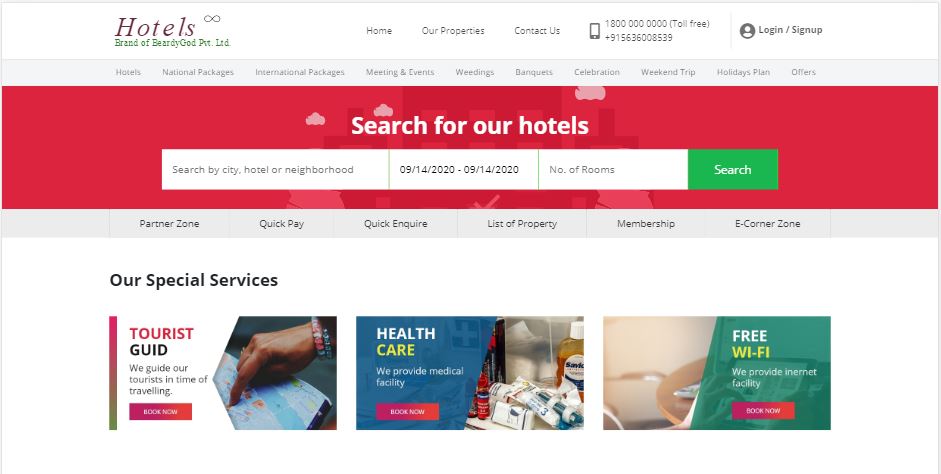 Hotels
Brand of BeardyGod Pvt. Ltd.
Home
Our Properties
Contact Us
1800 000 0000 (Toll free)
+915636008539
Login / Signup
Hotels
National Packages
International Packages
Meeting & Events
Weedings
Banquets
Celebration
Weekend Trip
Holidays Plan
Offers
Search for our hotels
Search by city, hotel or neighborhood
09/14/2020 - 09/14/2020
No. of Rooms
Search
Partner Zone
Quick Pay
Quick Enquire
List of Property
Membership
E-Corner Zone
Our Special Services
TOURIST
GUID
We guide our
tourists in time of
travelling.
BOOK NOW
HEALTH
CARE
We provide medical
facility
BOOK NOW
FREE
WI-FI
We provide inernet
facility
BOOK NOW